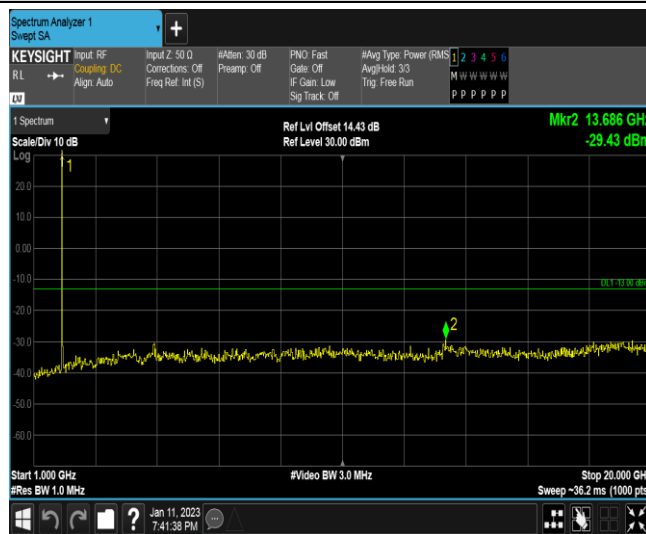 Spectrum Analyzer 1
Swept SA
+
KEYSIGHT Input: RF Input Z: 50 Ω #Atten: 30 dB PNO: Fast #Avg Type: Power (RMS 1 2 3 4 5 6
RL Coupling: DC Corrections: Off Preamp: Off Gate: Off Avg|Hold: 3/3 M W W W W W
Align: Auto Freq Ref: Int (S) IF Gain: Low Trig: Free Run
Sig Track: Off P P P P P P
LXI
1 Spectrum Ref Lvl Offset 14.43 dB Mkr2 13.686 GHz
Scale/Div 10 dB Ref Level 30.00 dBm -29.43 dBm
Log
1
20.0
10.0
0.00
-10.0
DL1 -13.00 dBm
-20.0
2
-30.0
-40.0
-50.0
-60.0
Start 1.000 GHz #Video BW 3.0 MHz Stop 20.000 GHz
#Res BW 1.0 MHz Sweep ~36.2 ms (1000 pts
? Jan 11, 2023
7:41:38 PM